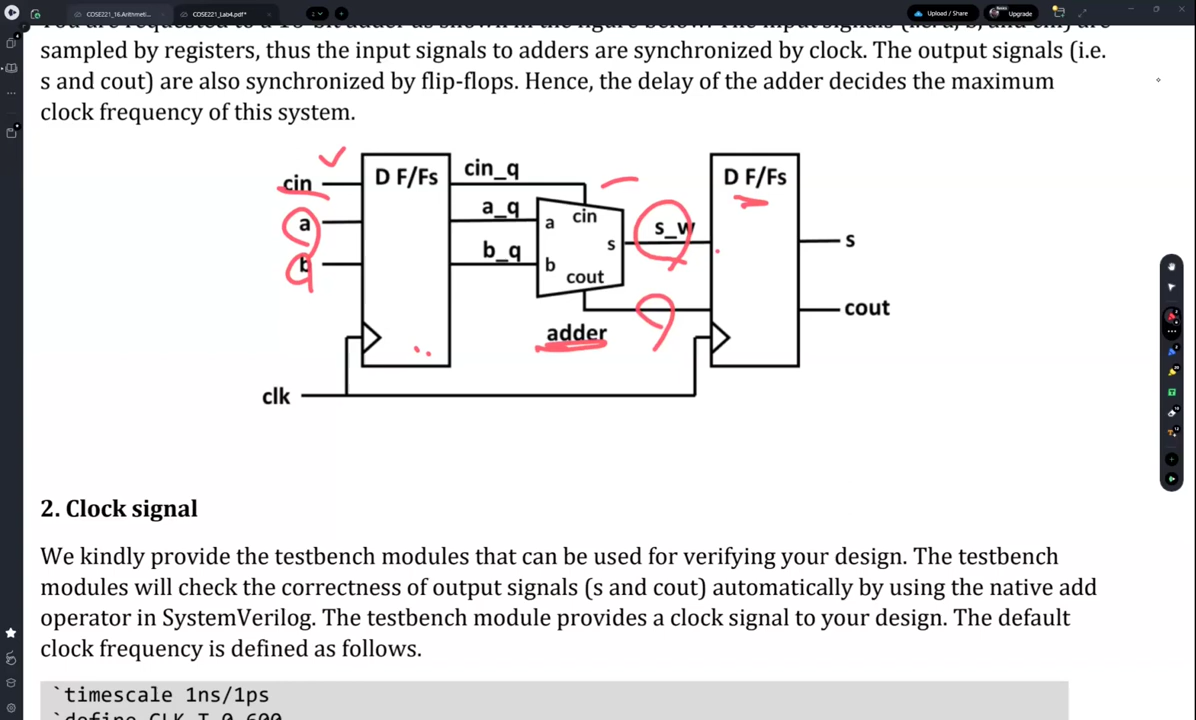 COSE221_16.Arithmeti...
COSE221_Lab4.pdf*
Upload / Share
Upgrade
sampled by registers, thus the input signals to adders are synchronized by clock. The output signals (i.e.
s and cout) are also synchronized by flip-flops. Hence, the delay of the adder decides the maximum
clock frequency of this system.
cin
D F/Fs
cin_q
D F/Fs
a
a_q
a
cin
s_w
s
b
b_q
b
s
cout
cout
adder
clk
2. Clock signal
We kindly provide the testbench modules that can be used for verifying your design. The testbench
modules will check the correctness of output signals (s and cout) automatically by using the native add
operator in SystemVerilog. The testbench module provides a clock signal to your design. The default
clock frequency is defined as follows.
`timescale 1ns/1ps
`define CLK_T 0.600